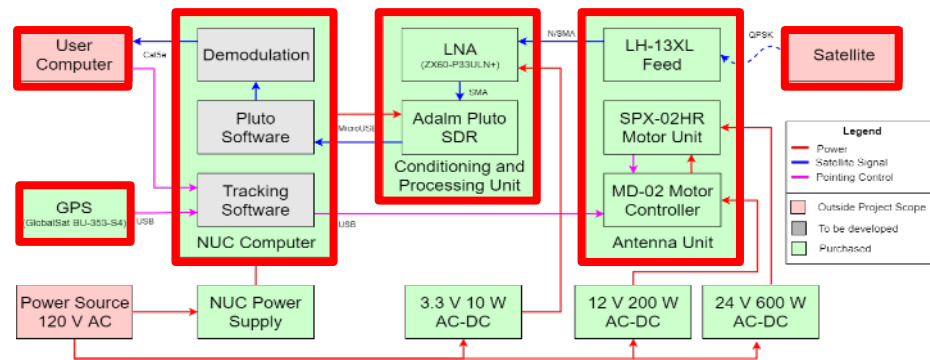 User
Computer
Cat5e
Demodulation
Pluto
Software
Tracking
Software
NUC Computer
GPS
(GlobalSat BU-353-S4)
USB
MicroUSB
LNA
(ZX60-P33ULN+)
SMA
Adalm Pluto
SDR
Conditioning and
Processing Unit
N/SMA
LH-13XL
Feed
SPX-02HR
Motor Unit
MD-02 Motor
Controller
Antenna Unit
USB
QPSK
Satellite
Legend
Power
Satellite Signal
Pointing Control
Outside Project Scope
To be developed
Purchased
Power Source
120 V AC
NUC Power
Supply
3.3 V 10 W
AC-DC
12 V 200 W
AC-DC
24 V 600 W
AC-DC